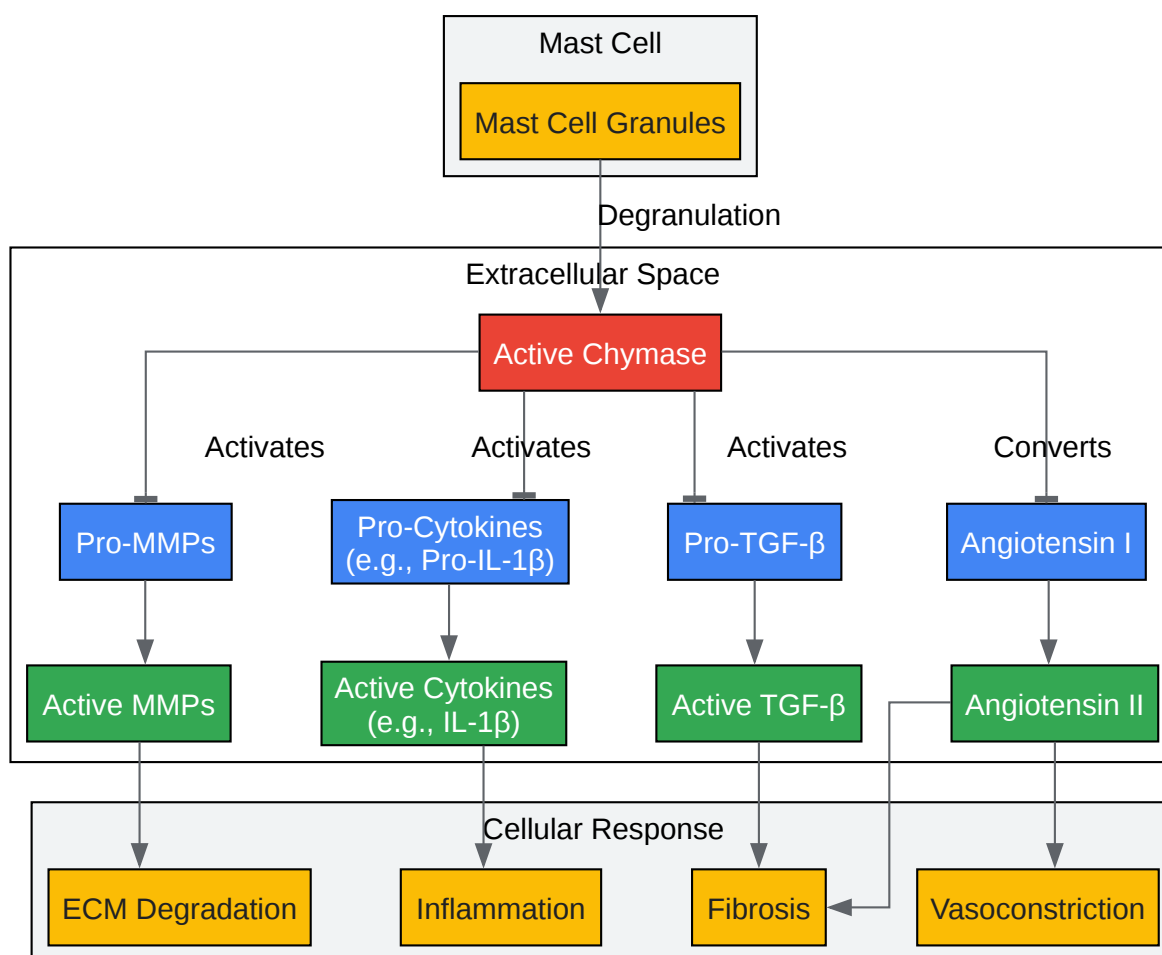 Mast Cell
Mast Cell Granules
Degranulation
Extracellular Space
Active Chymase
Activates
Activates
Activates
Converts
Pro-MMPs
Pro-Cytokines
(e.g., Pro-IL-1β)
Pro-TGF-β
Angiotensin I
Active MMPs
Active Cytokines
(e.g., IL-1β)
Active TGF-β
Angiotensin II
Cellular Response
ECM Degradation
Inflammation
Fibrosis
Vasoconstriction